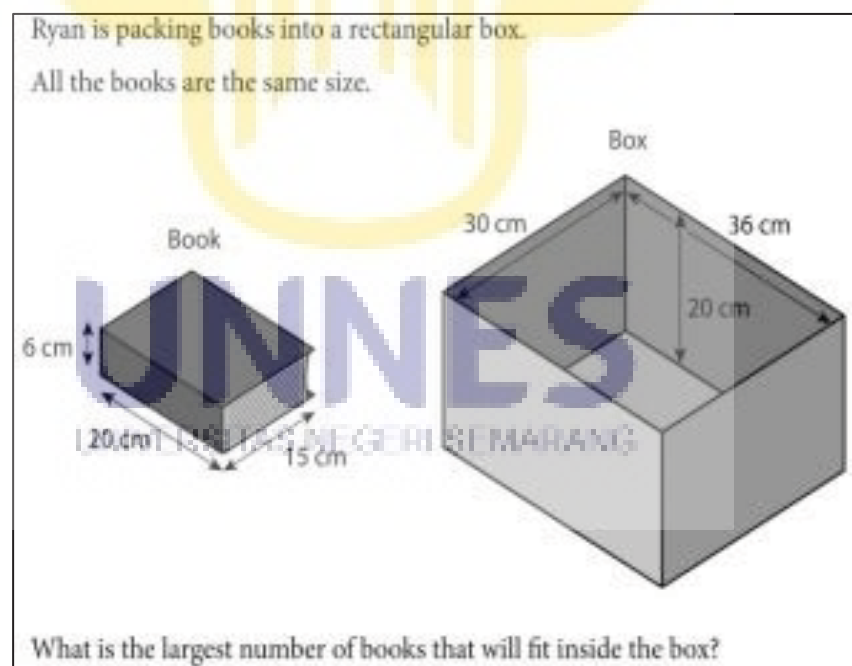 Ryan is packing books into a rectangular box.
All the books are the same size.
Box
30 cm
36 cm
Book
20 cm
6 cm
UNNES
20 cm
UNIVERSITAS NEGERI SEMARANG
15 cm
What is the largest number of books that will fit inside the box?